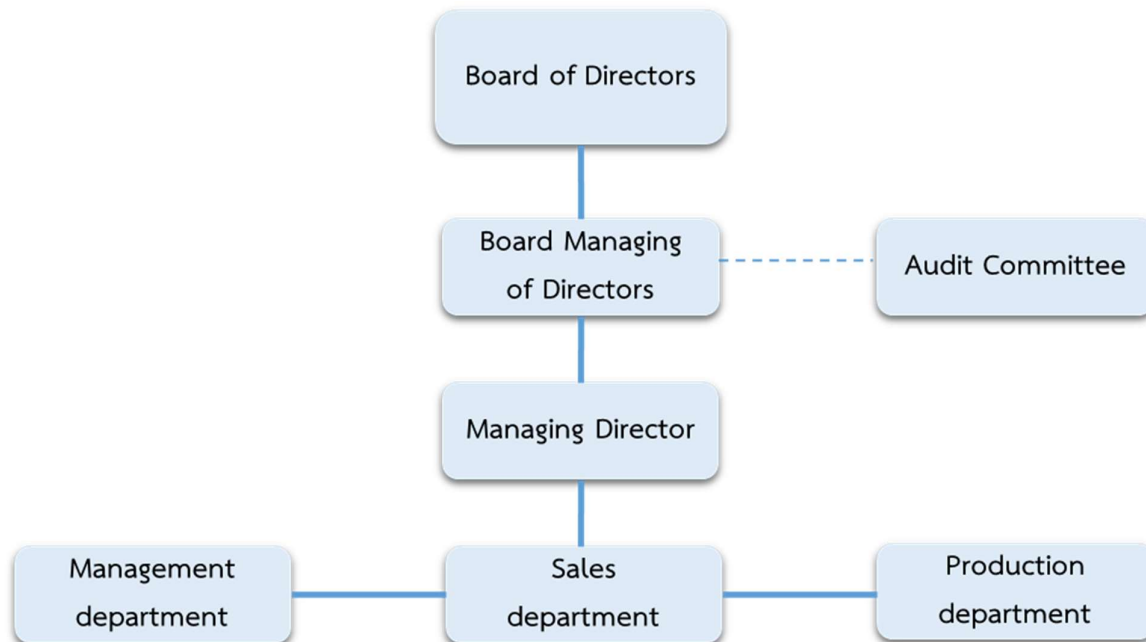 Board of Directors
Board Managing
of Directors
Audit Committee
Managing Director
Management
department
Sales
department
Production
department